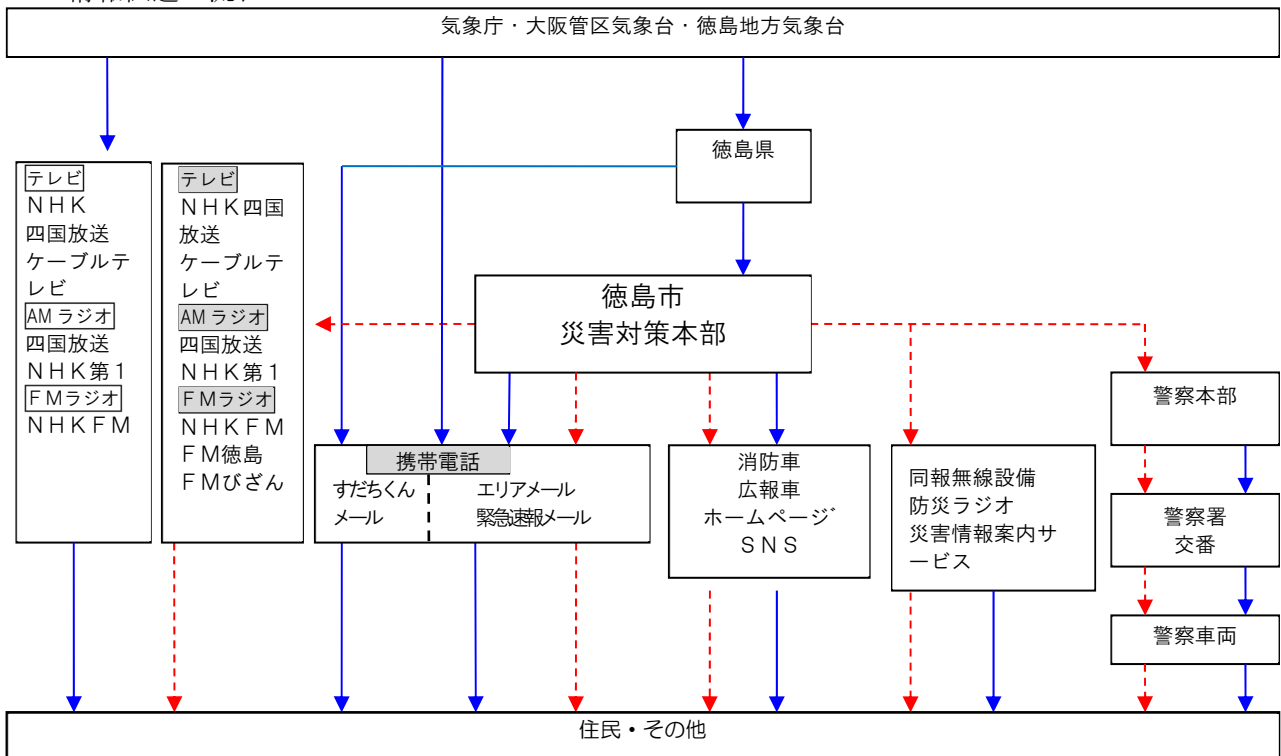 気象庁・大阪管区気象台・徳島地方気象台
徳島県
テレビ
ＮＨＫ
四国放送
ケーブルテ
レビ
AMラジオ
四国放送
ＮＨＫ第１
ＦＭラジオ
ＮＨＫＦＭ
テレビ
ＮＨＫ四国
放送
ケーブルテ
レビ
AMラジオ
四国放送
ＮＨＫ第１
ＦＭラジオ
ＮＨＫＦＭ
ＦＭ徳島
ＦＭびざん
徳島市
災害対策本部
携帯電話
すだちくん
メール
エリアメール
緊急速報メール
消防車
広報車
ホームページ
ＳＮＳ
同報無線設備
防災ラジオ
災害情報案内サ
ービス
警察本部
警察署
交番
警察車両
住民・その他